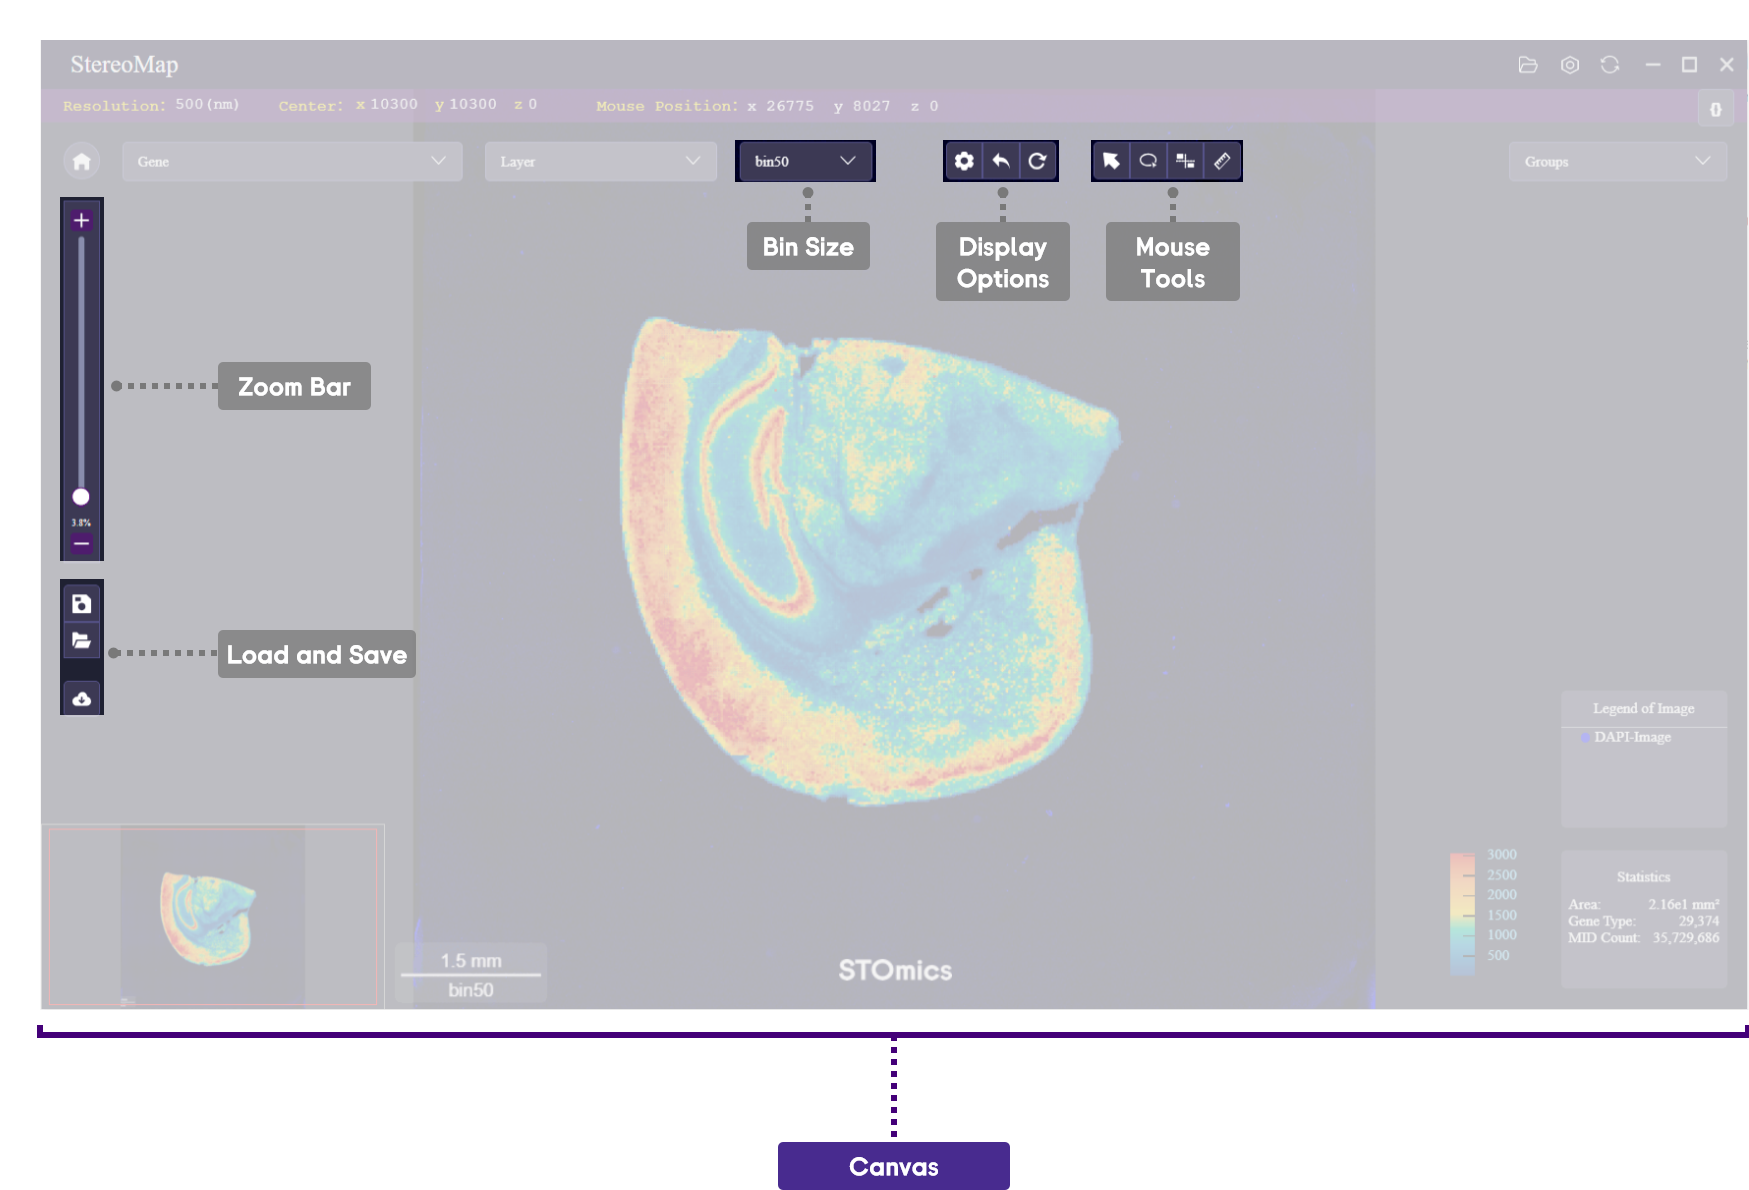 StereoMap
Resolution: 500(nm) Center: x 10300 y 10300 z 0 Mouse Position: x 26775 y 8027 z 0
{}
Gene
Layer
bin50
Groups
Bin Size
Display
Options
Mouse
Tools
Zoom Bar
3.8%
Load and Save
Legend of Image
DAPI-Image
3000
2500
2000
1500
1000
500
Statistics
Area: 2.16e1 mm²
Gene Type: 29,374
MID Count: 35,729,686
1.5 mm
bin50
STOmics
Canvas